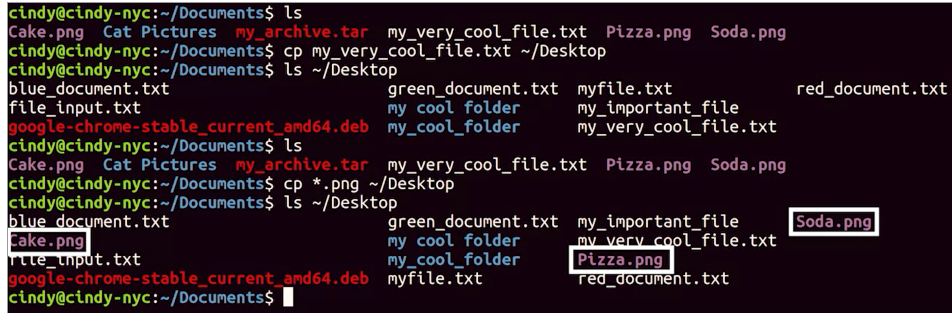 cindy@cindy-nyc:~/Documents$ ls
Cake.png  Cat Pictures  my_archive.tar  my_very_cool_file.txt  Pizza.png  Soda.png
cindy@cindy-nyc:~/Documents$ cp my_very_cool_file.txt ~/Desktop
cindy@cindy-nyc:~/Documents$ ls ~/Desktop
blue_document.txt  green_document.txt  myfile.txt  red_document.txt
file_input.txt  my cool folder  my_important_file
google-chrome-stable_current_amd64.deb  my_cool_folder  my_very_cool_file.txt
cindy@cindy-nyc:~/Documents$ ls
Cake.png  Cat Pictures  my_archive.tar  my_very_cool_file.txt  Pizza.png  Soda.png
cindy@cindy-nyc:~/Documents$ cp *.png ~/Desktop
cindy@cindy-nyc:~/Documents$ ls ~/Desktop
blue_document.txt  green_document.txt  my_important_file  Soda.png
Cake.png  my cool folder  my_very_cool_file.txt
file_input.txt  my_cool_folder  Pizza.png
google-chrome-stable_current_amd64.deb  myfile.txt  red_document.txt
cindy@cindy-nyc:~/Documents$